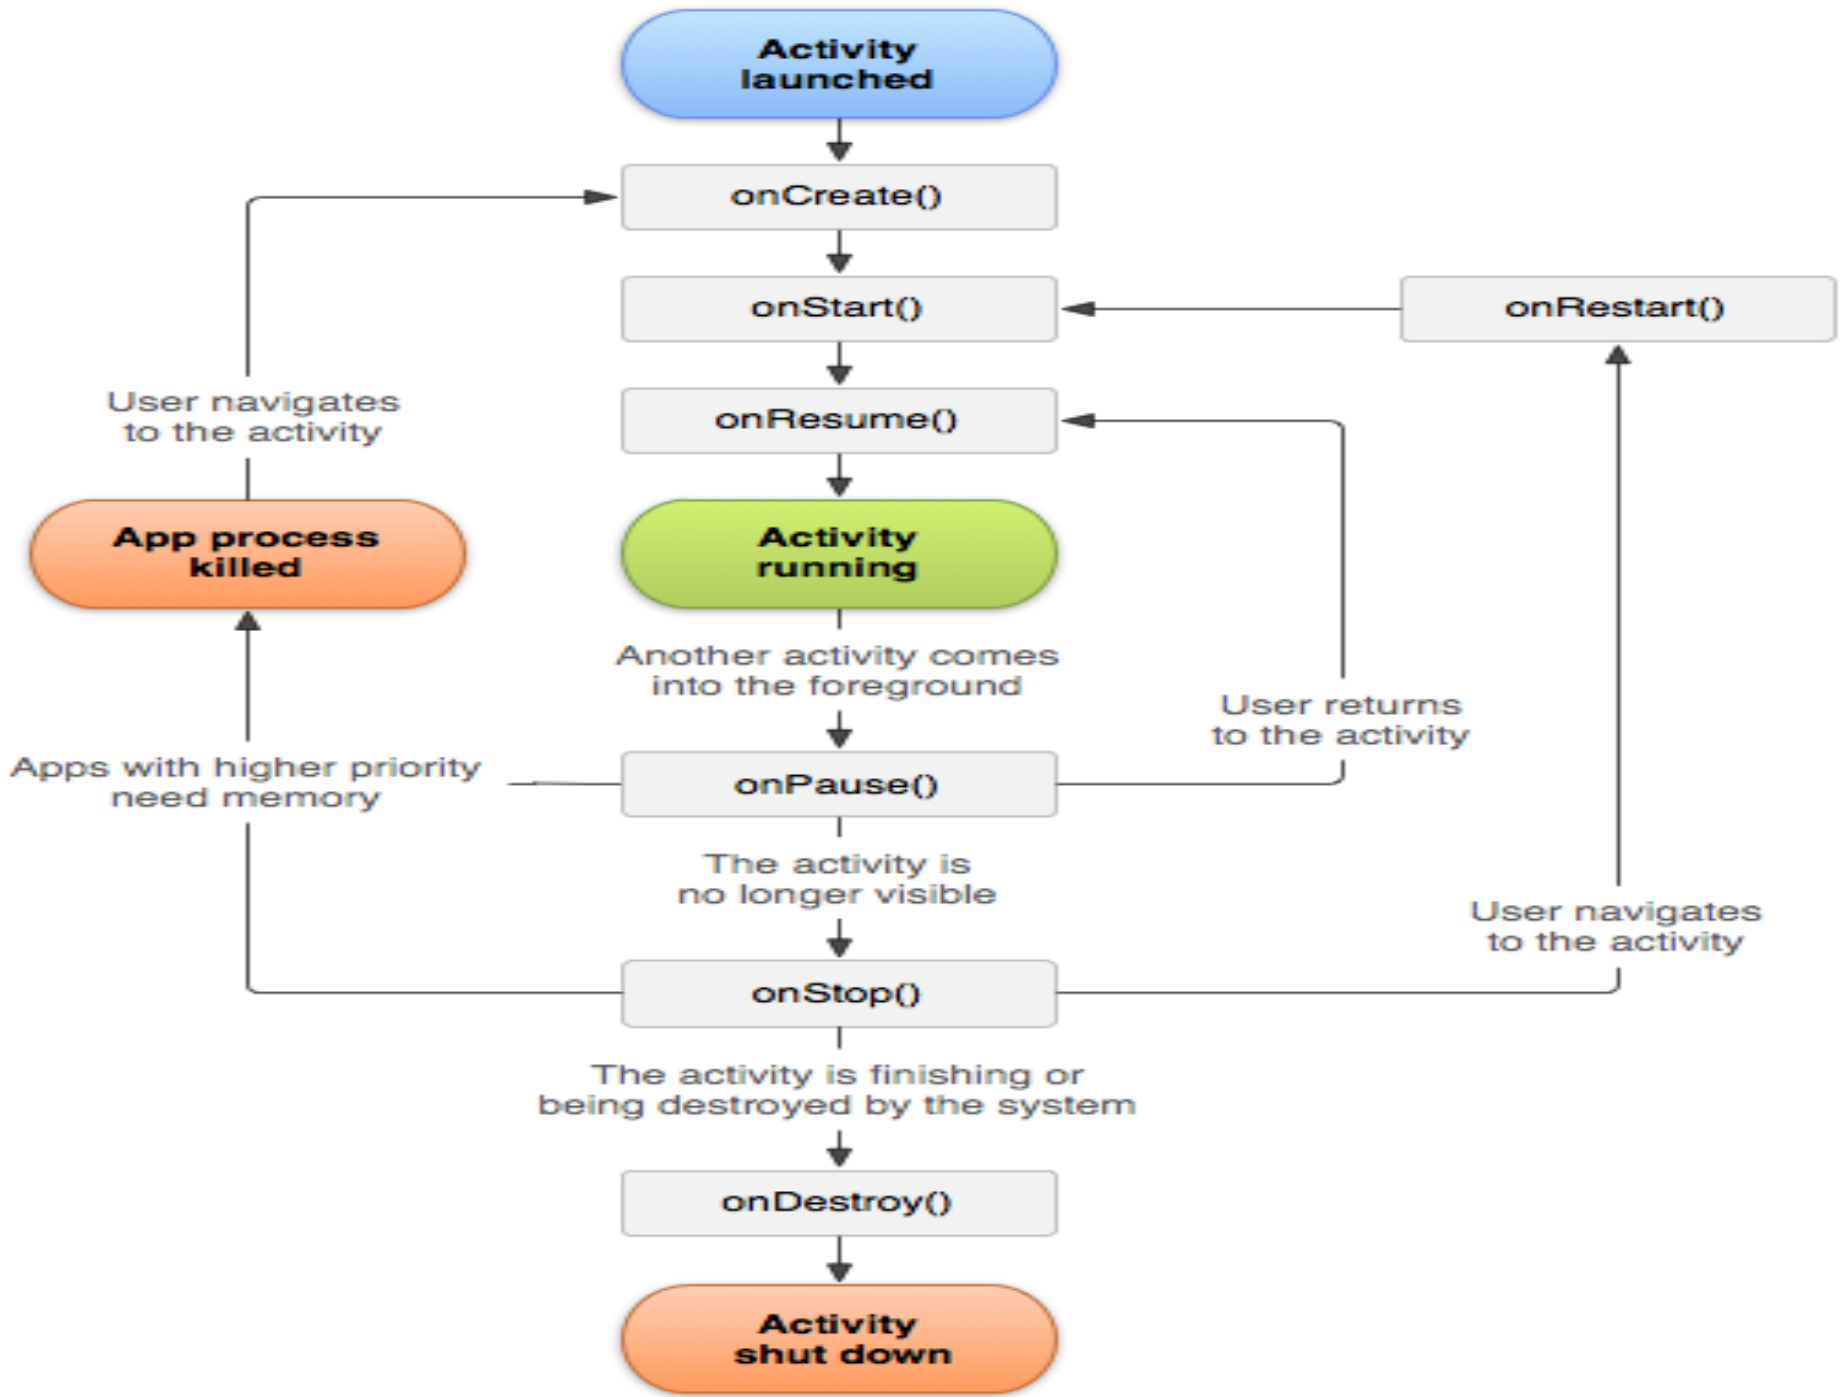 Activity
launched
onCreate()
onStart()
onRestart()
onResume()
User navigates
to the activity
App process
killed
Activity
running
Another activity comes
into the foreground
User returns
to the activity
Apps with higher priority
need memory
onPause()
The activity is
no longer visible
User navigates
to the activity
onStop()
The activity is finishing or
being destroyed by the system
onDestroy()
Activity
shut down